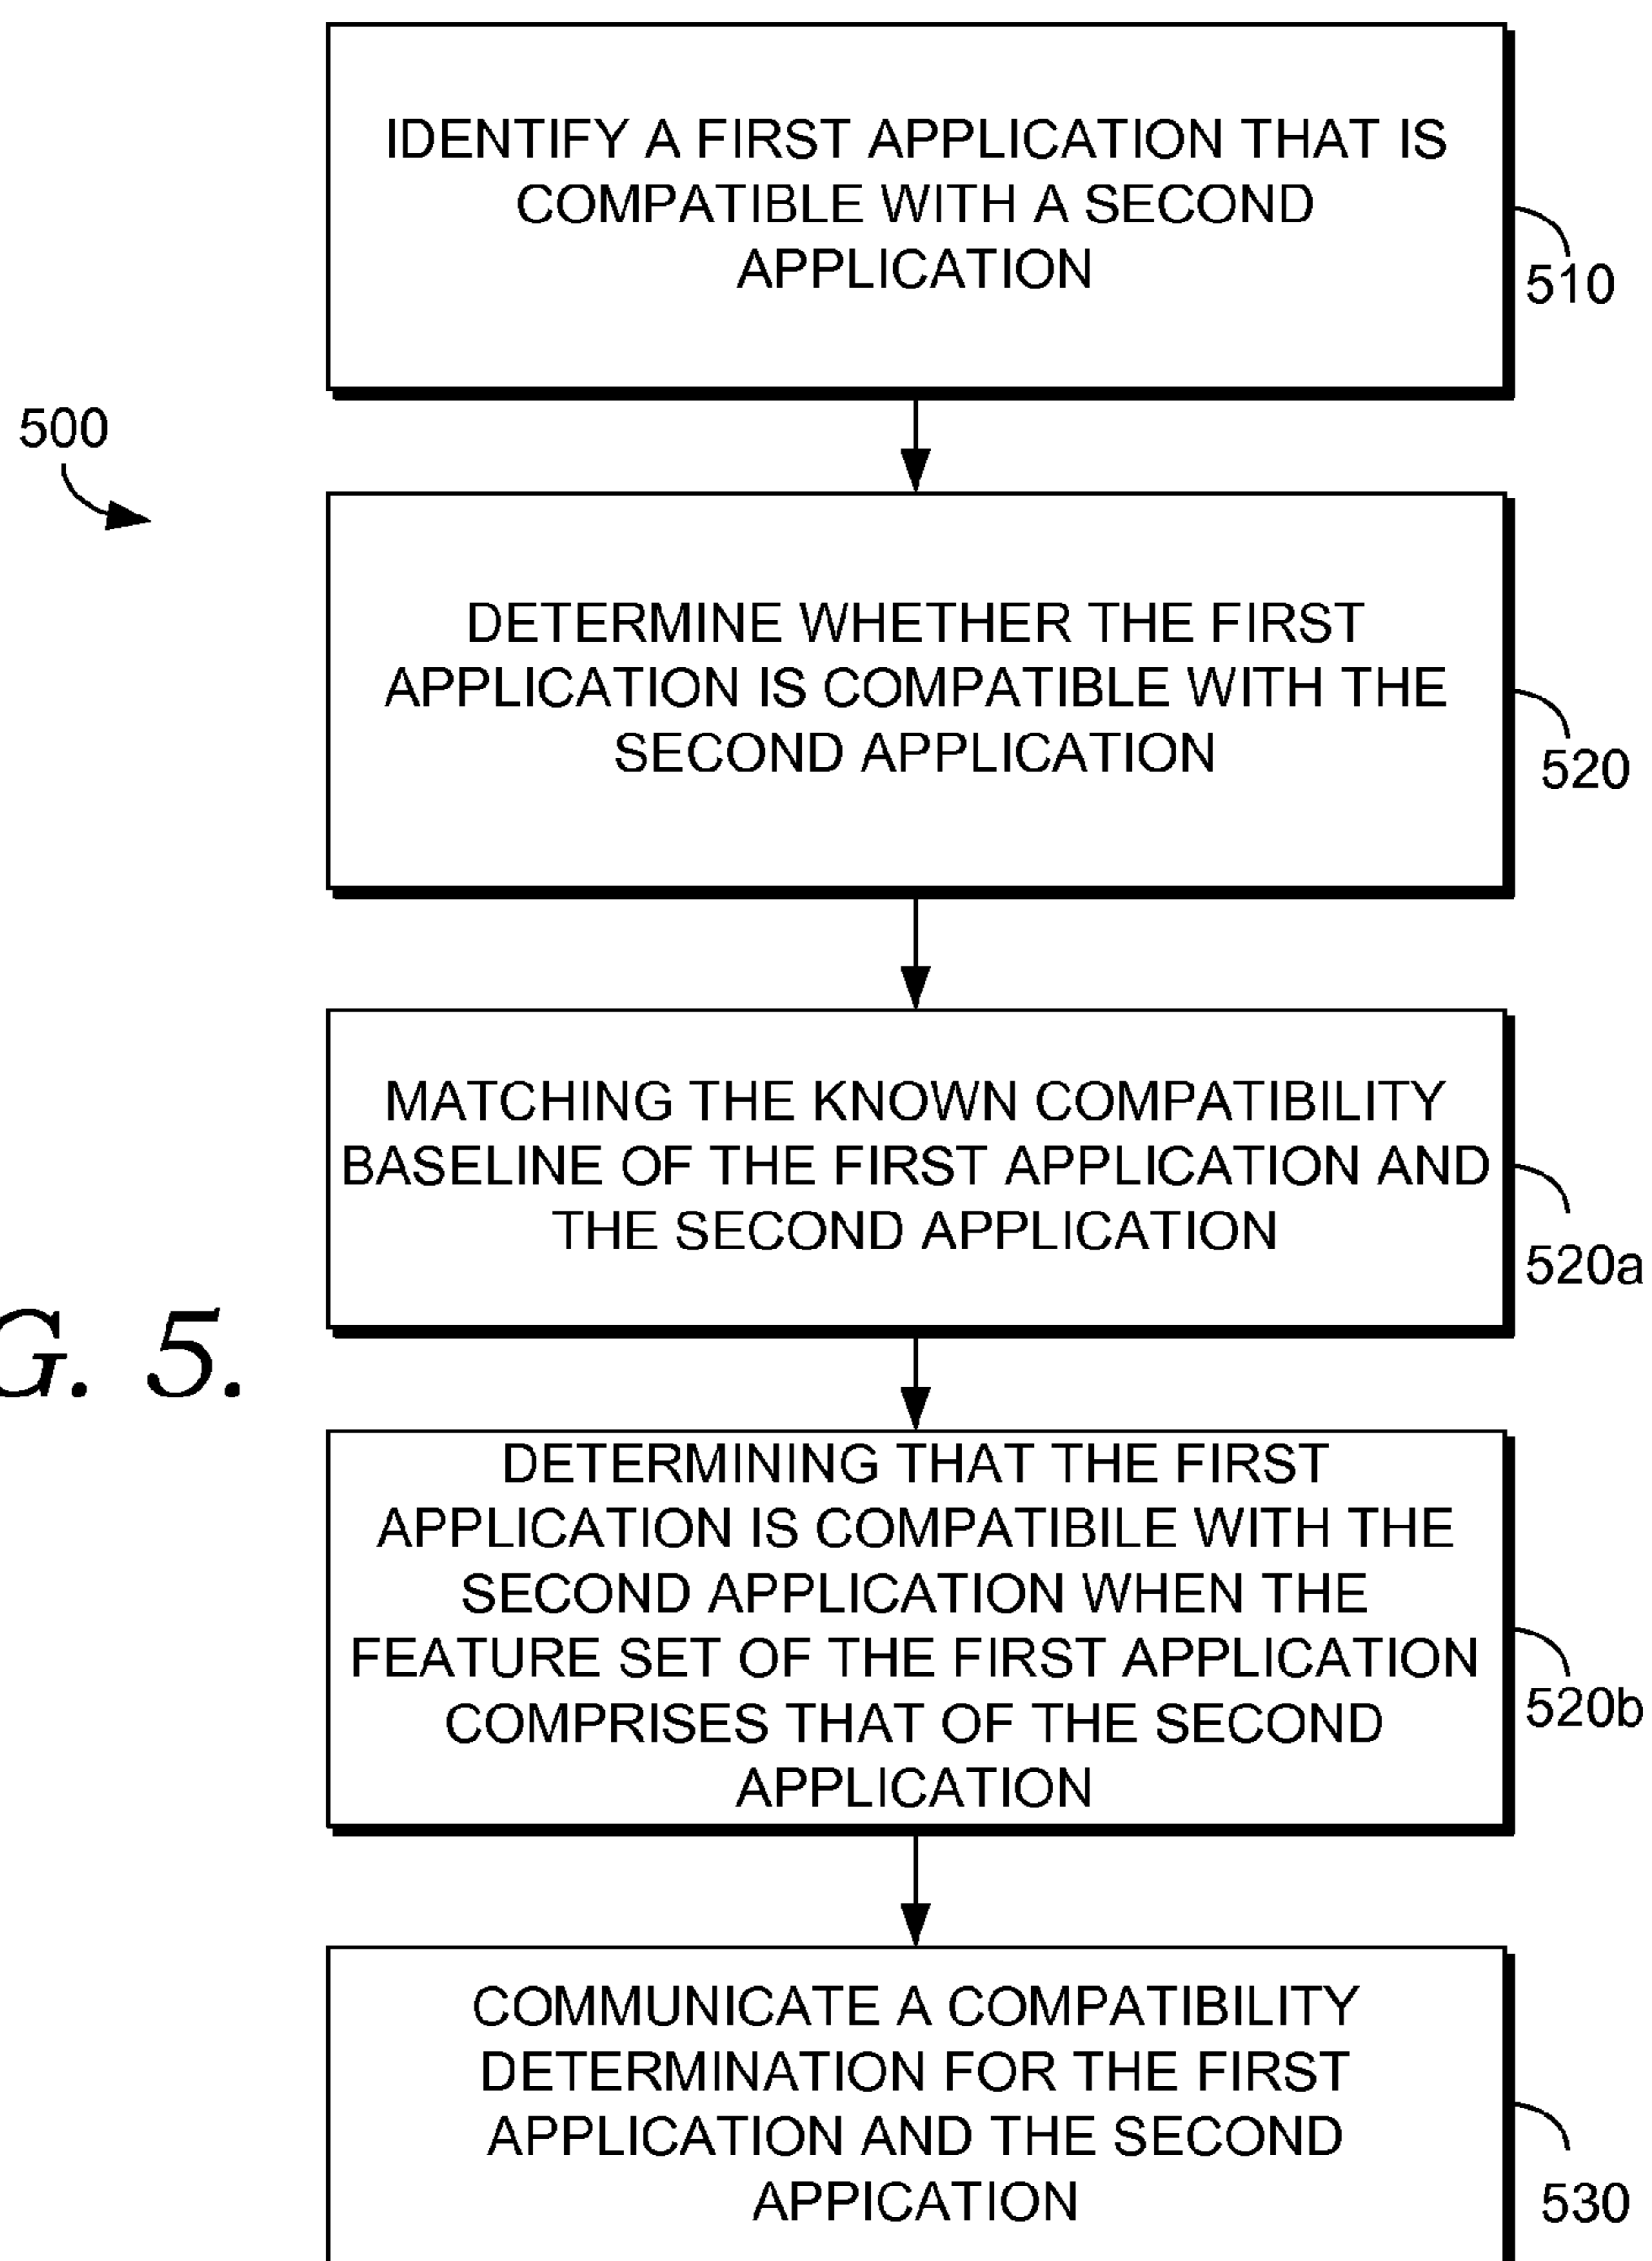 IDENTIFY A FIRST APPLICATION THAT IS
COMPATIBLE WITH A SECOND
APPLICATION
510
500
DETERMINE WHETHER THE FIRST
APPLICATION IS COMPATIBLE WITH THE
SECOND APPLICATION
520
MATCHING THE KNOWN COMPATIBILITY
BASELINE OF THE FIRST APPLICATION AND
THE SECOND APPLICATION
520a
G. 5.
DETERMINING THAT THE FIRST
APPLICATION IS COMPATIBILE WITH THE
SECOND APPLICATION WHEN THE
FEATURE SET OF THE FIRST APPLICATION
COMPRISES THAT OF THE SECOND
APPLICATION
520b
COMMUNICATE A COMPATIBILITY
DETERMINATION FOR THE FIRST
APPLICATION AND THE SECOND
APPICATION
530